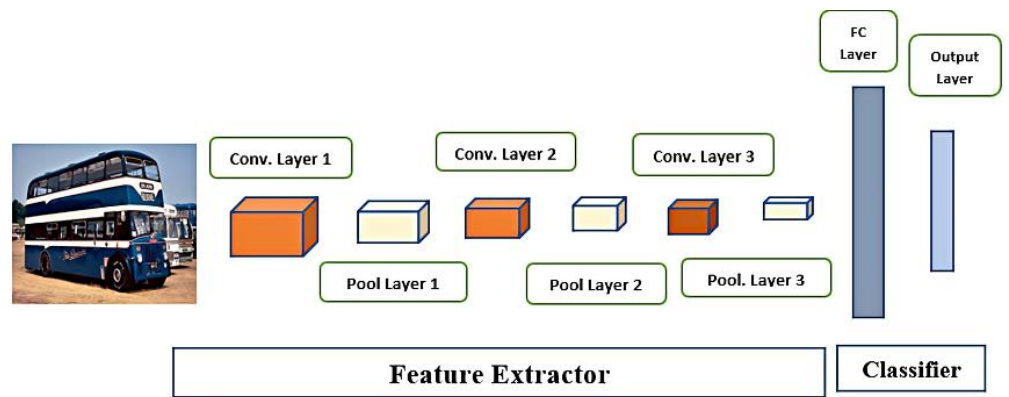 FC
Layer
Output
Layer
Conv. Layer 1
Conv. Layer 2
Conv. Layer 3
Pool Layer 1
Pool Layer 2
Pool. Layer 3
Feature Extractor
Classifier